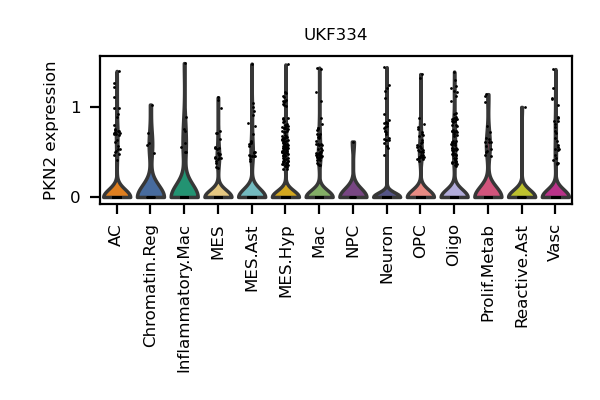 UKF334
PKN2 expression
1
0
AC
Chromatin.Reg
Inflammatory.Mac
MES
MES.Ast
MES.Hyp
Mac
NPC
Neuron
OPC
Oligo
Prolif.Metab
Reactive.Ast
Vasc